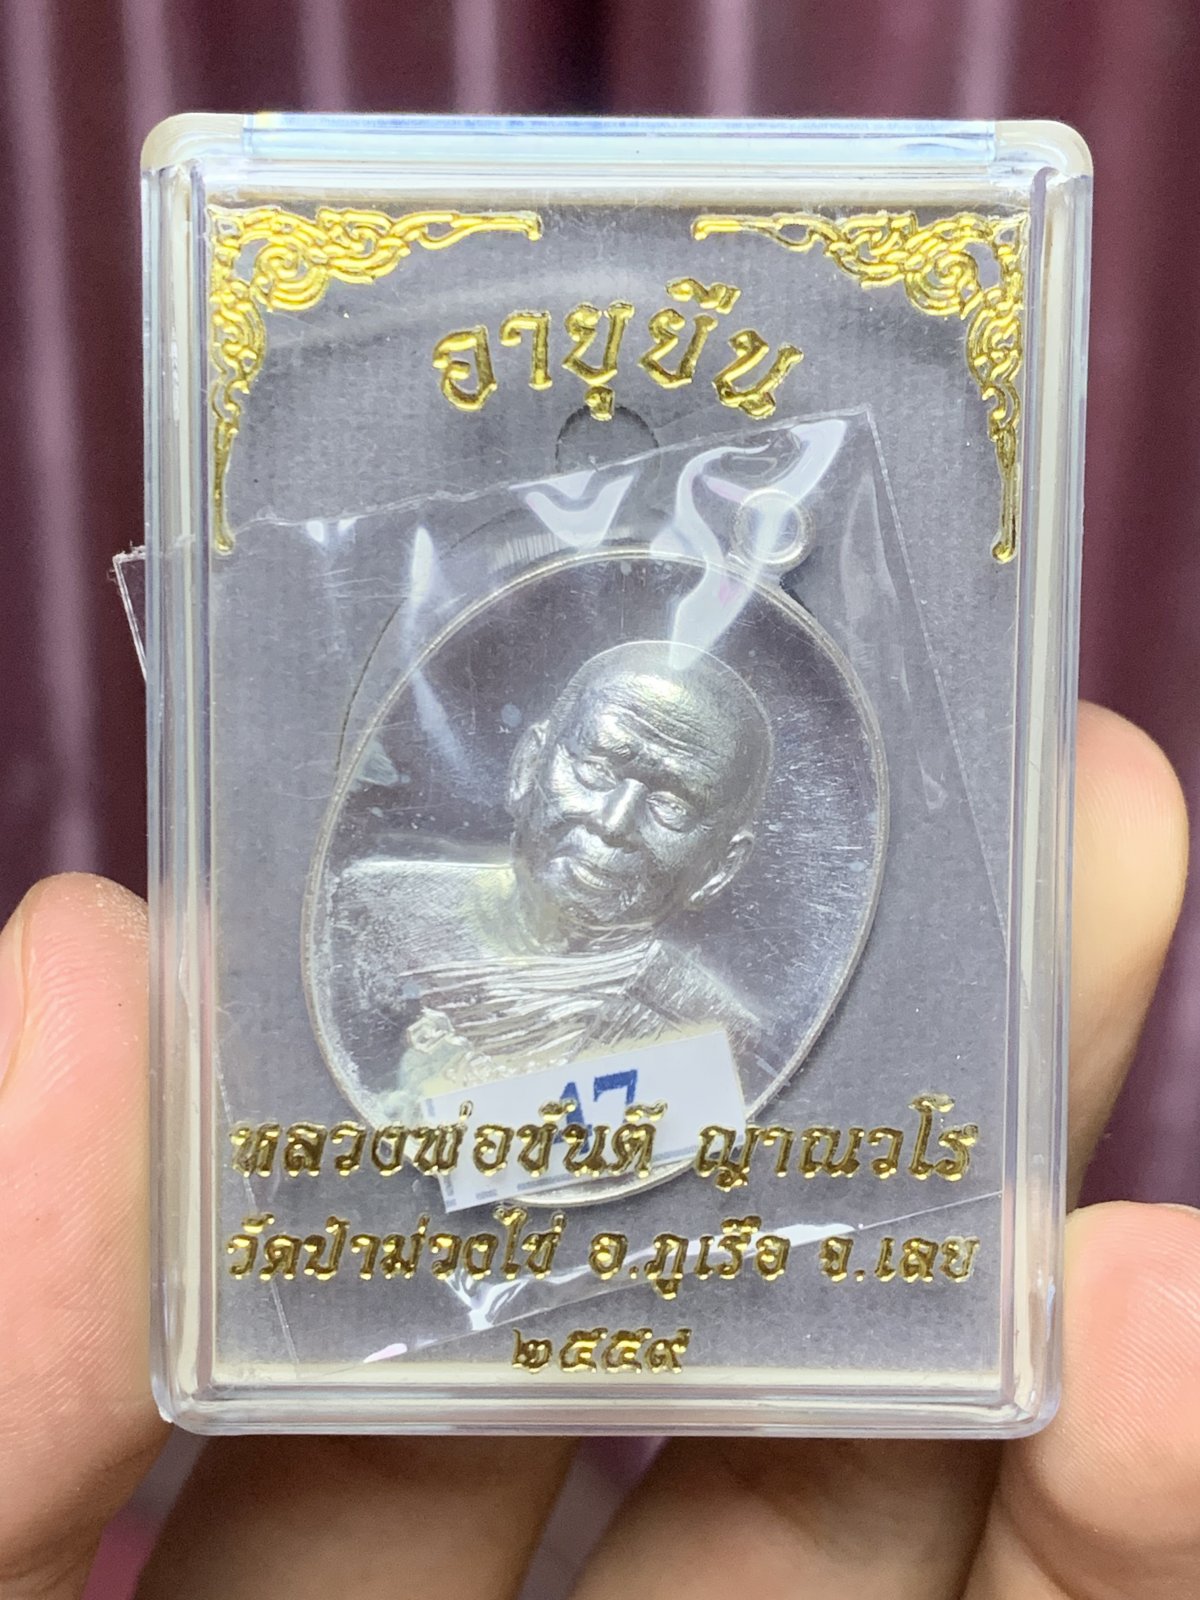 อายุยืน
47
หลวงพ่อขันตี ญาณวโร
วัดป่าม่วงไข่ อ.ภูเรือ จ.เลย
๒๕๕๙